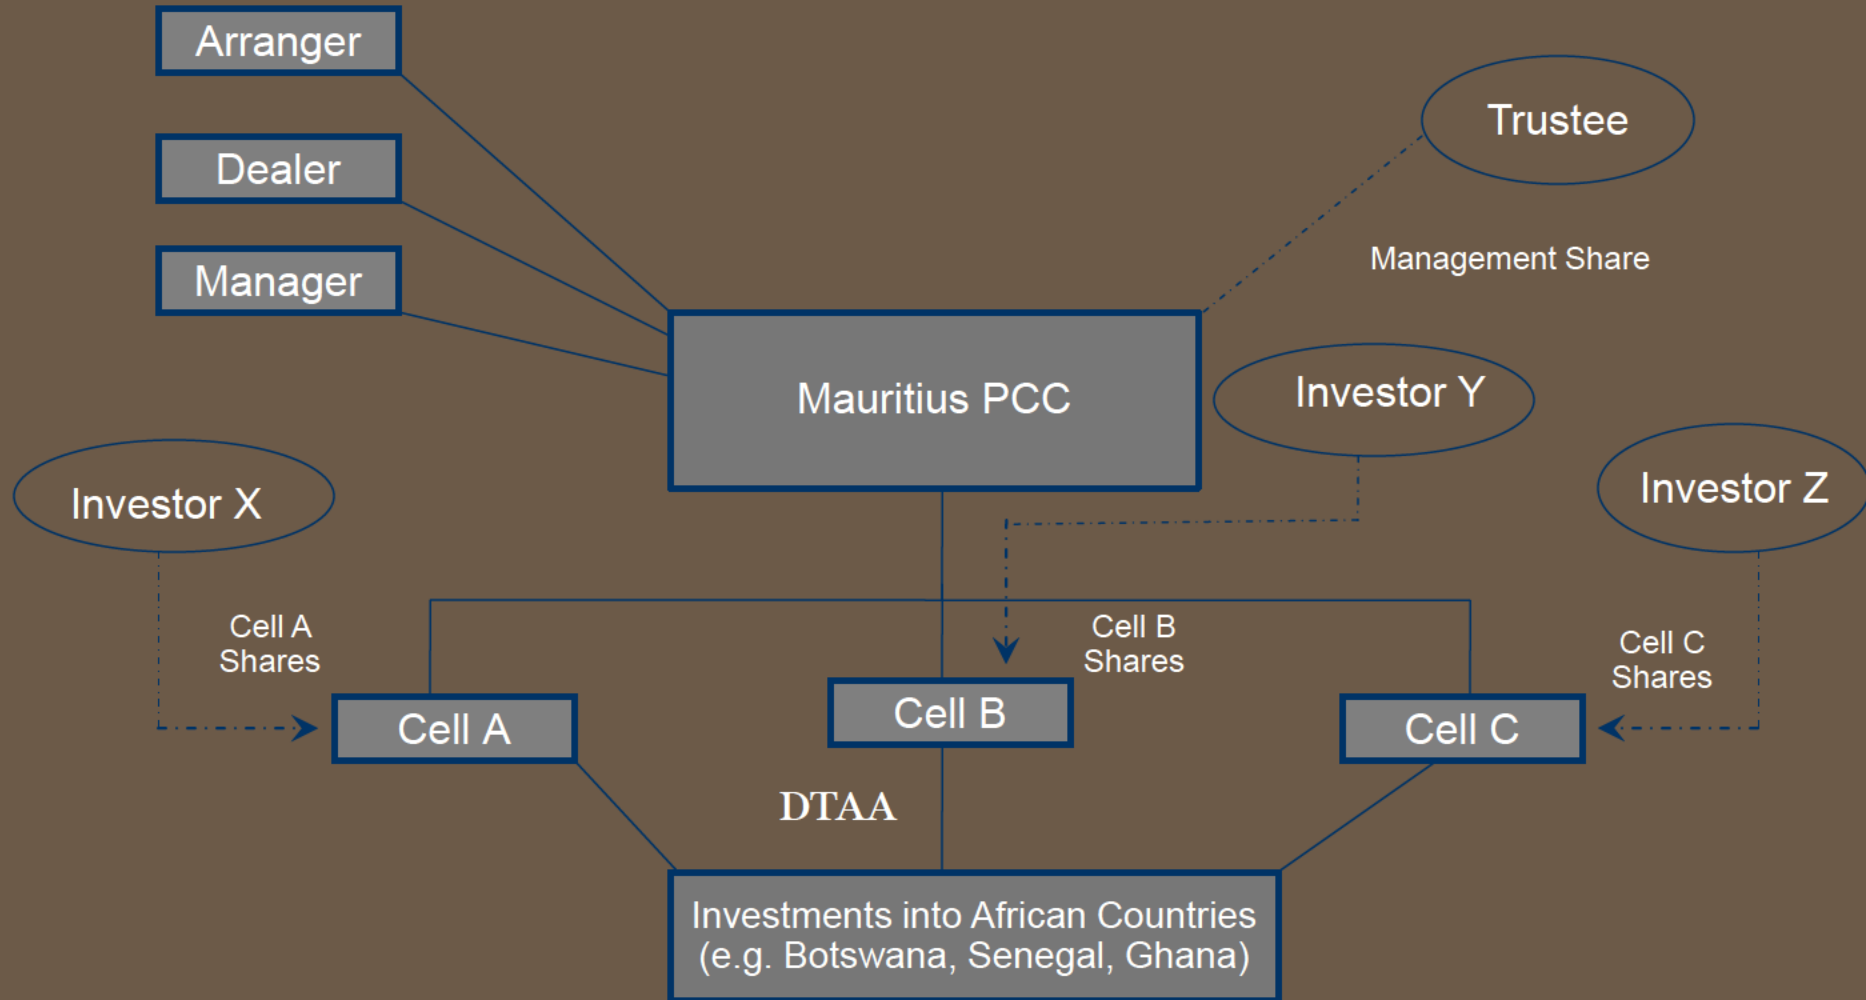 Arranger
Trustee
Dealer
Management Share
Manager
Mauritius PCC
Investor Y
Investor X
Investor Z
Cell A
Shares
Cell B
Shares
Cell C
Shares
Cell A
Cell B
Cell C
DTAA
Investments into African Countries
(e.g. Botswana, Senegal, Ghana)